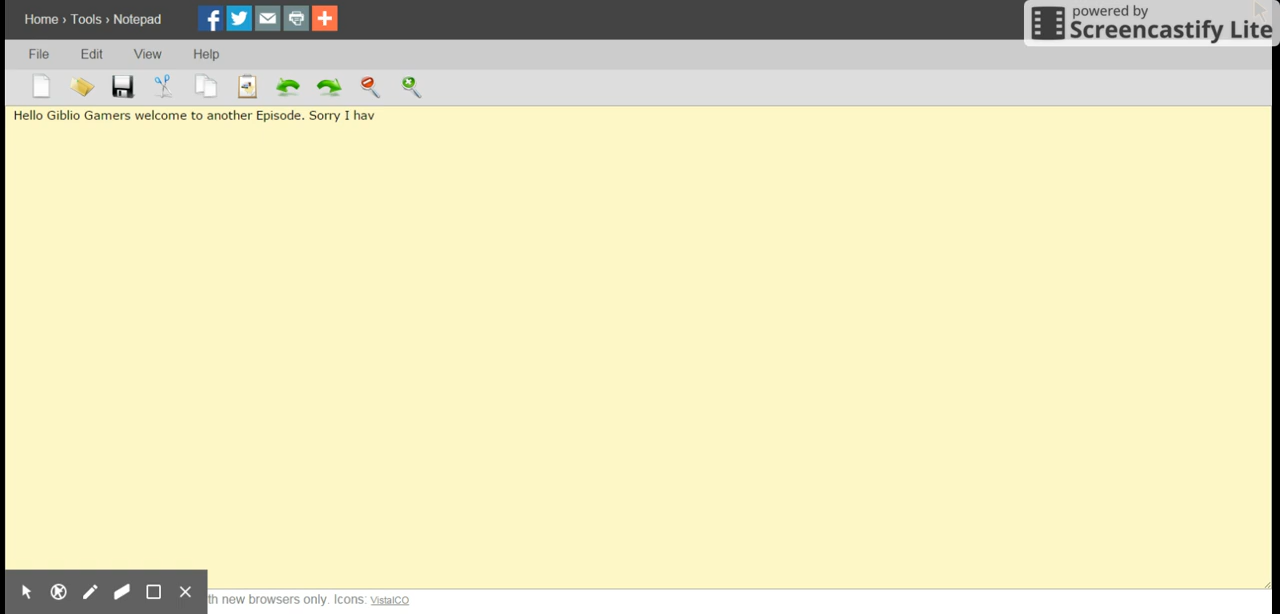 Home › Tools › Notepad
powered by
Screencastify Lite
File Edit View Help
Hello Giblio Gamers welcome to another Episode. Sorry I hav
th new browsers only. Icons: VistaICO